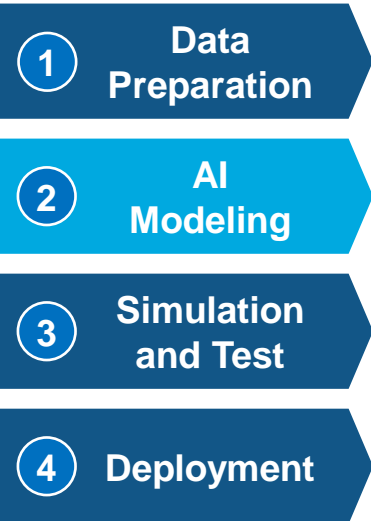 1
Data
Preparation
2
AI
Modeling
3
Simulation
and Test
4
Deployment